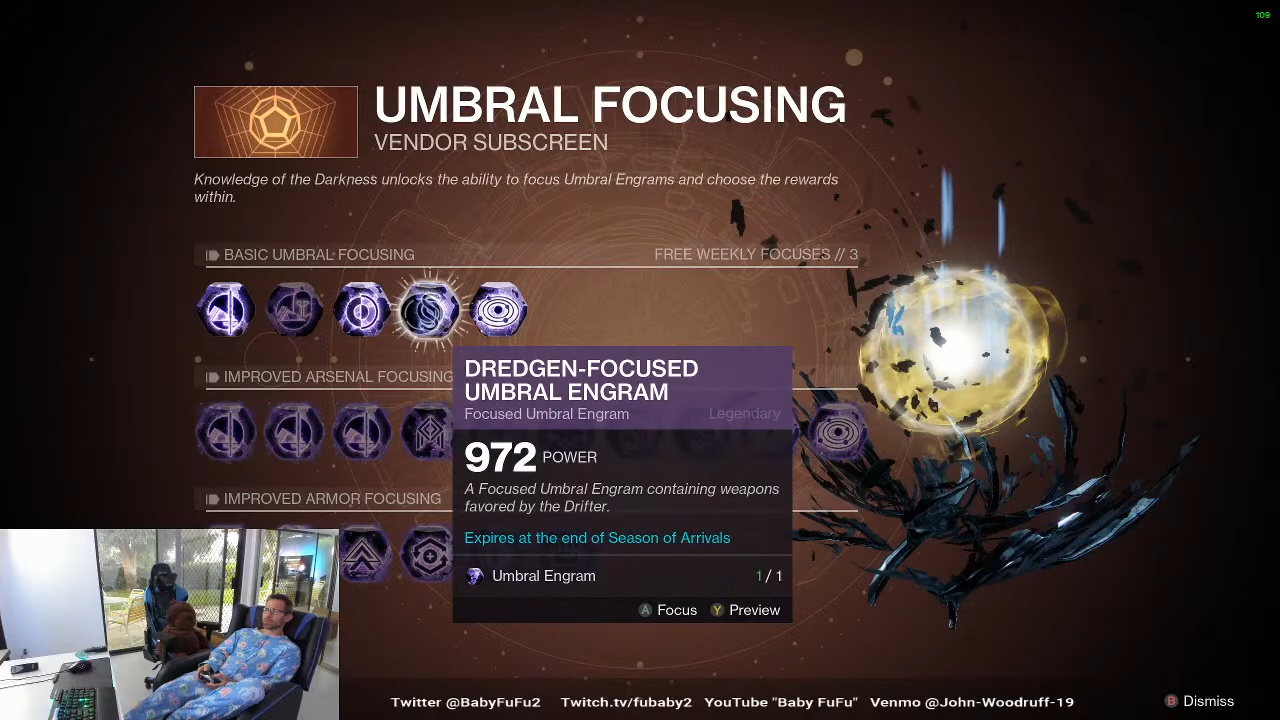 109
UMBRAL FOCUSING
VENDOR SUBSCREEN
Knowledge of the Darkness unlocks the ability to focus Umbral Engrams and choose the rewards
within.
BASIC UMBRAL FOCUSING
FREE WEEKLY FOCUSES // 3
IMPROVED ARSENAL FOCUSING
DREDGEN-FOCUSED
UMBRAL ENGRAM
Focused Umbral Engram
Legendary
972 POWER
A Focused Umbral Engram containing weapons
favored by the Drifter.
Expires at the end of Season of Arrivals
Umbral Engram
1 / 1
A Focus Y Preview
IMPROVED ARMOR FOCUSING
Twitter @BabyFuFu2 Twitch.tv/fubaby2 YouTube "Baby FuFu" Venmo @John-Woodruff-19
B Dismiss